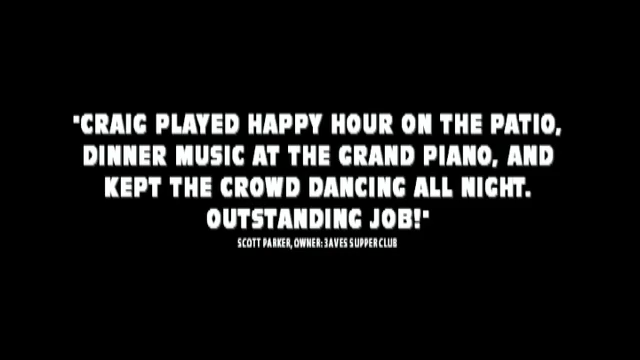 "CRAIG PLAYED HAPPY HOUR ON THE PATIO,
DINNER MUSIC AT THE GRAND PIANO, AND
KEPT THE CROWD DANCING ALL NIGHT.
OUTSTANDING JOB!"
SCOTT PARKER, OWNER: 3AVES SUPPER CLUB